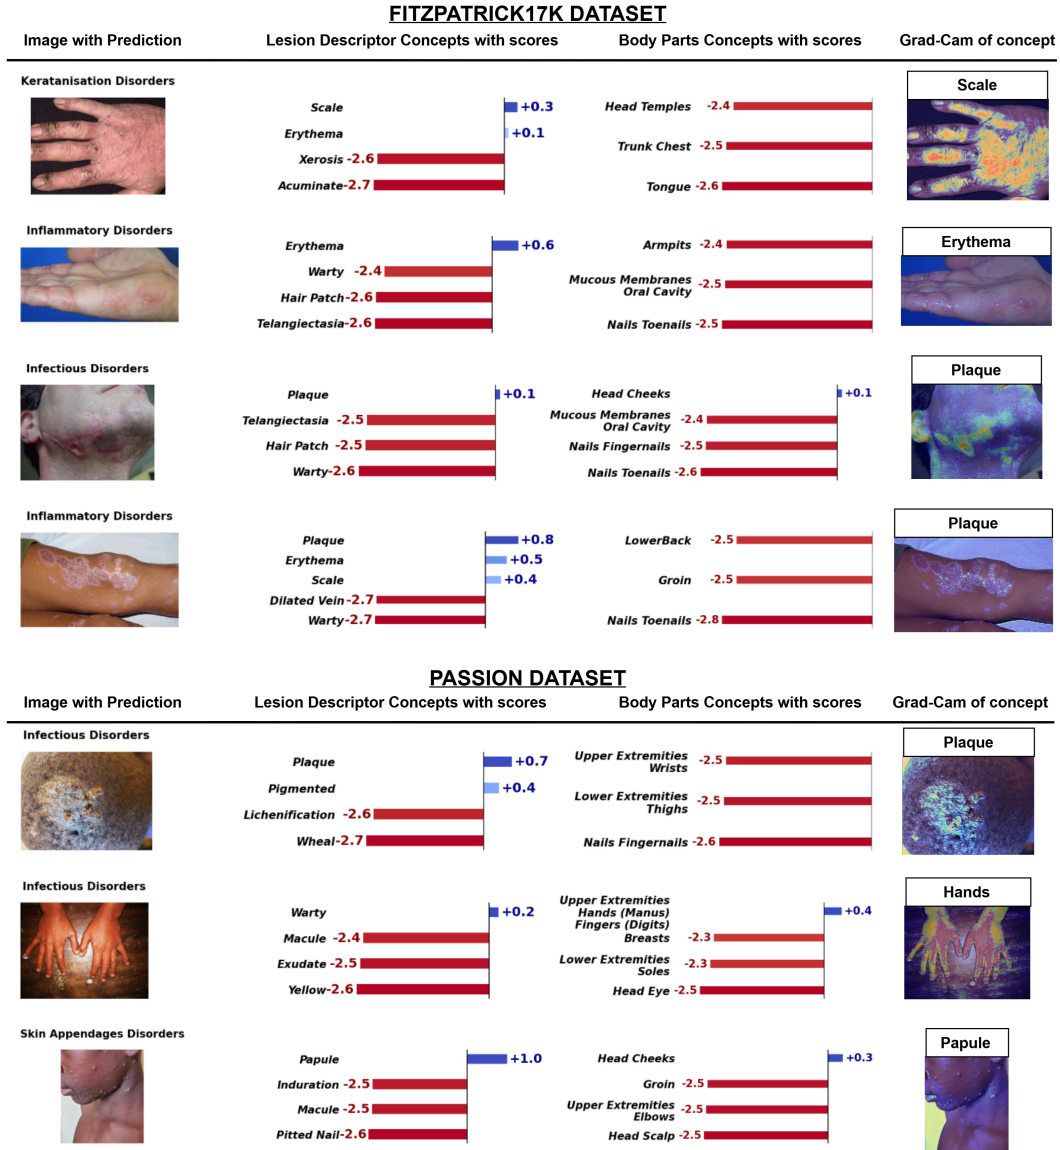 FITZPATRICK17K DATASET
Image with Prediction
Lesion Descriptor Concepts with scores
Body Parts Concepts with scores
Grad-Cam of concept
Keratanisation Disorders
Scale +0.3
Erythema +0.1
Xerosis -2.6
Acuminate -2.7
Head Temples -2.4
Trunk Chest -2.5
Tongue -2.6
Scale
Inflammatory Disorders
Erythema +0.6
Warty -2.4
Hair Patch -2.6
Telangiectasia -2.6
Armpits -2.4
Mucous Membranes
Oral Cavity -2.5
Nails Toenails -2.5
Erythema
Infectious Disorders
Plaque +0.1
Telangiectasia -2.5
Hair Patch -2.5
Warty -2.6
Head Cheeks +0.1
Mucous Membranes
Oral Cavity -2.4
Nails Fingernails -2.5
Nails Toenails -2.6
Plaque
Inflammatory Disorders
Plaque +0.8
Erythema +0.5
Scale +0.4
Dilated Vein -2.7
Warty -2.7
LowerBack -2.5
Groin -2.5
Nails Toenails -2.8
Plaque
PASSION DATASET
Image with Prediction
Lesion Descriptor Concepts with scores
Body Parts Concepts with scores
Grad-Cam of concept
Infectious Disorders
Plaque +0.7
Pigmented +0.4
Lichenification -2.6
Wheal -2.7
Upper Extremities
Wrists -2.5
Lower Extremities
Thighs -2.5
Nails Fingernails -2.6
Plaque
Infectious Disorders
Warty +0.2
Macule -2.4
Exudate -2.5
Yellow -2.6
Upper Extremities
Hands (Manus)
Fingers (Digits) +0.4
Breasts -2.3
Lower Extremities
Soles -2.3
Head Eye -2.5
Hands
Skin Appendages Disorders
Papule +1.0
Induration -2.5
Macule -2.5
Pitted Nail -2.6
Head Cheeks +0.3
Groin -2.5
Upper Extremities
Elbows -2.5
Head Scalp -2.5
Papule